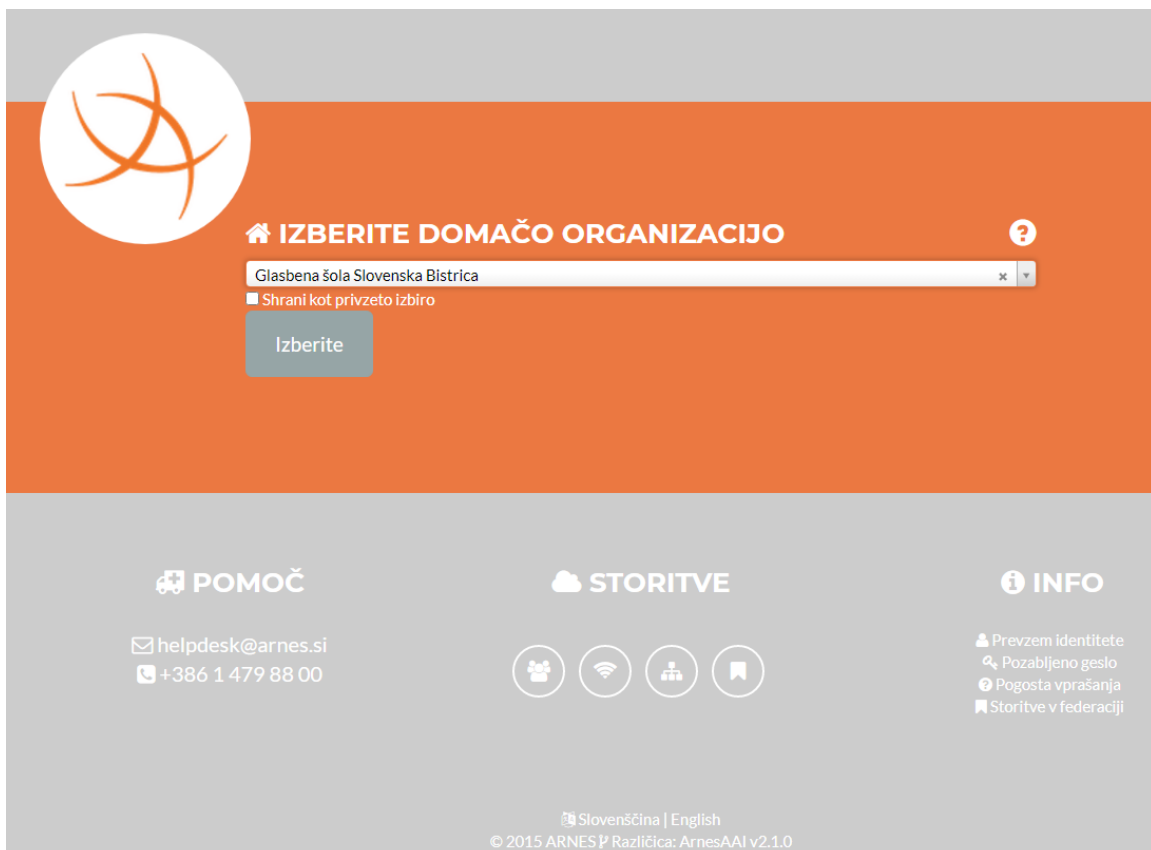 IZBERITE DOMAČO ORGANIZACIJO
Glasbena šola Slovenska Bistrica
Shrani kot privzeto izbiro
Izberite
POMOČ
helpdesk@arnes.si
+386 1 479 88 00
STORITVE
INFO
Prevzem identitete
Pozabljeno geslo
Pogosta vprašanja
Storitve v federaciji
Slovenščina | English
© 2015 ARNES Različica: ArnesAAI v2.1.0